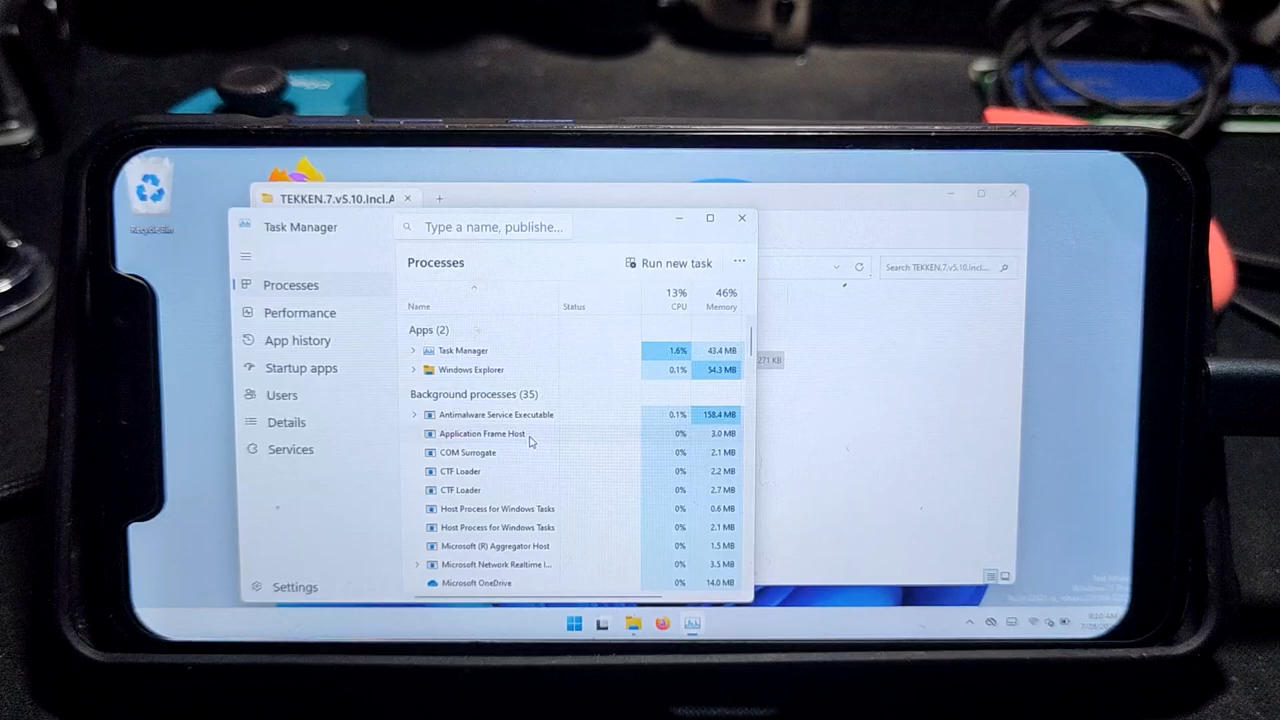 Recycle Bin
TEKKEN.7.v5.10.Incl.A
Task Manager
Type a name, publishe...
Processes
Run new task
Search TEKKEN.7.v5.10.Incl....
Processes
Performance
App history
Startup apps
Users
Details
Services
Settings
13% 46%
Name Status CPU Memory
Apps (2)
Task Manager 1.6% 43.4 MB
Windows Explorer 0.1% 54.3 MB
271 KB
Background processes (35)
Antimalware Service Executable 0.1% 158.4 MB
Application Frame Host 0% 3.0 MB
COM Surrogate 0% 2.1 MB
CTF Loader 0% 2.2 MB
CTF Loader 0% 2.7 MB
Host Process for Windows Tasks 0% 0.6 MB
Host Process for Windows Tasks 0% 2.1 MB
Microsoft (R) Aggregator Host 0% 1.5 MB
Microsoft Network Realtime I... 0% 3.5 MB
Microsoft OneDrive 0% 14.0 MB